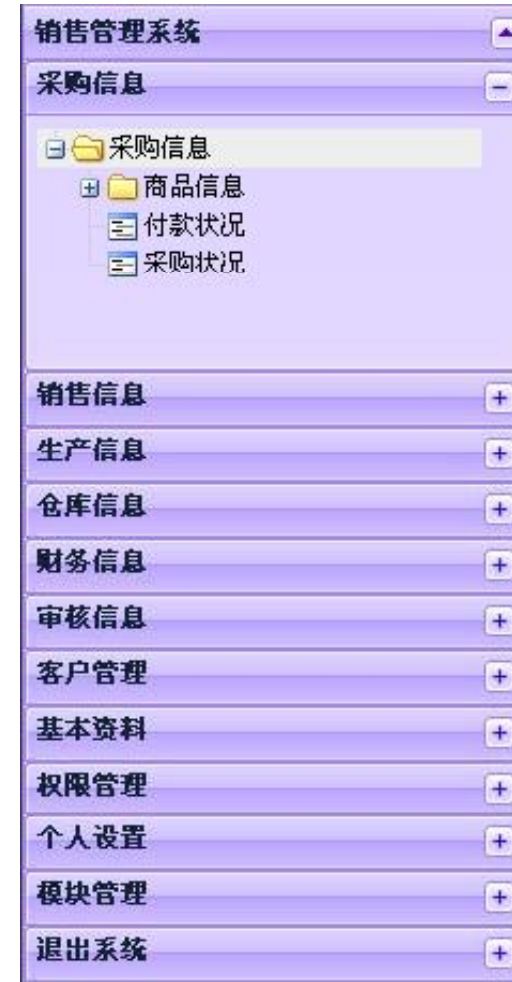 销售管理系统
采购信息
采购信息
商品信息
付款状况
采购状况
销售信息
生产信息
仓库信息
财务信息
审核信息
客户管理
基本资料
权限管理
个人设置
模块管理
退出系统